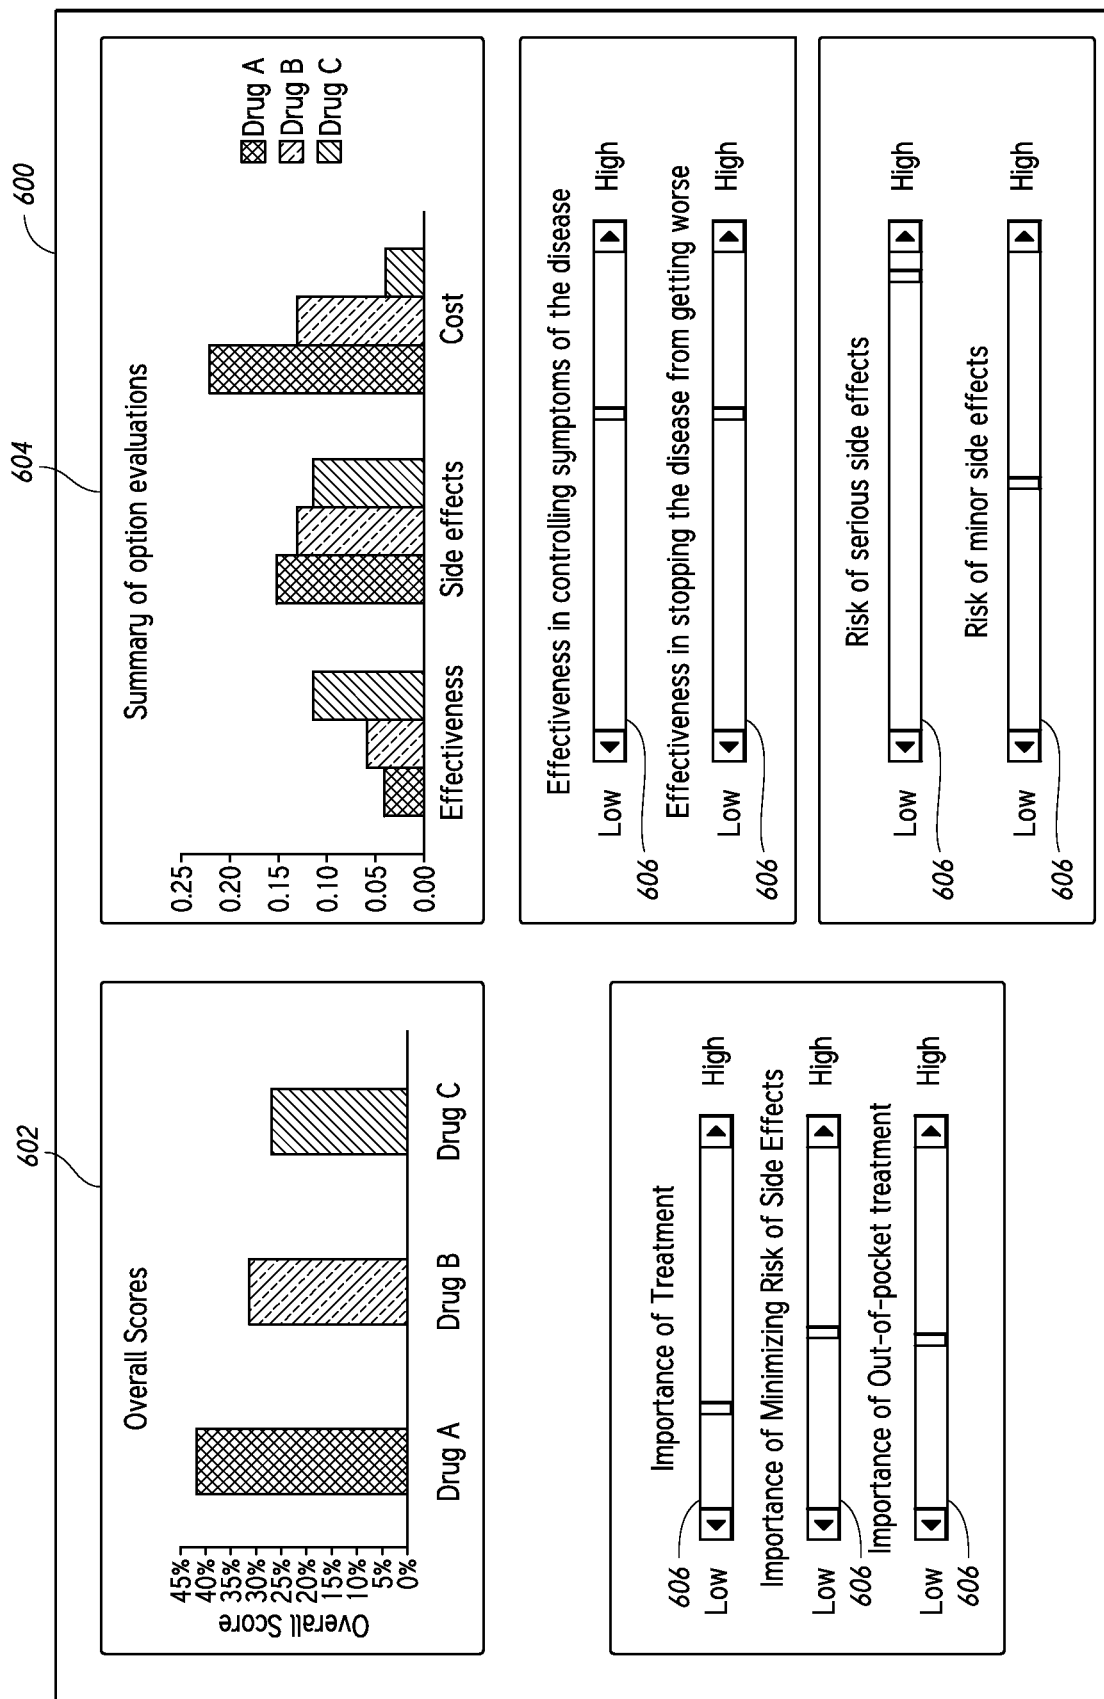 600
602
Overall Scores
Overall Score
45%
40%
35%
30%
25%
20%
15%
10%
5%
0%
Drug A
Drug B
Drug C
604
Summary of option evaluations
0.25
0.20
0.15
0.10
0.05
0.00
Effectiveness
Side effects
Cost
Drug A
Drug B
Drug C
Importance of Treatment
606
Low
High
Importance of Minimizing Risk of Side Effects
Low
High
606
Importance of Out-of-pocket treatment
Low
High
606
Effectiveness in controlling symptoms of the disease
Low
High
606
Effectiveness in stopping the disease from getting worse
Low
High
606
Risk of serious side effects
Low
High
606
Risk of minor side effects
Low
High
606